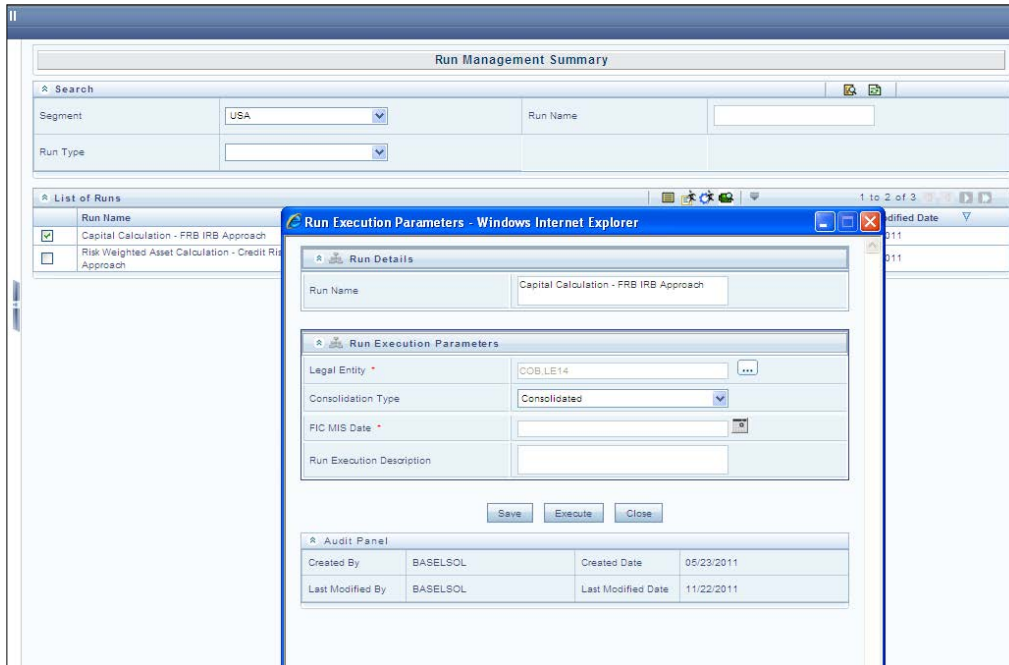 Run Management Summary
Search
Segment USA Run Name
Run Type
List of Runs 1 to 2 of 3
Run Name dified Date
Capital Calculation - FRB IRB Approach 011
Risk Weighted Asset Calculation - Credit Ris
Approach 011
Run Execution Parameters - Windows Internet Explorer
Run Details
Run Name Capital Calculation - FRB IRB Approach
Run Execution Parameters
Legal Entity * COB,LE14 ...
Consolidation Type Consolidated
FIC MIS Date *
Run Execution Description
Save Execute Close
Audit Panel
Created By BASELSOL Created Date 05/23/2011
Last Modified By BASELSOL Last Modified Date 11/22/2011